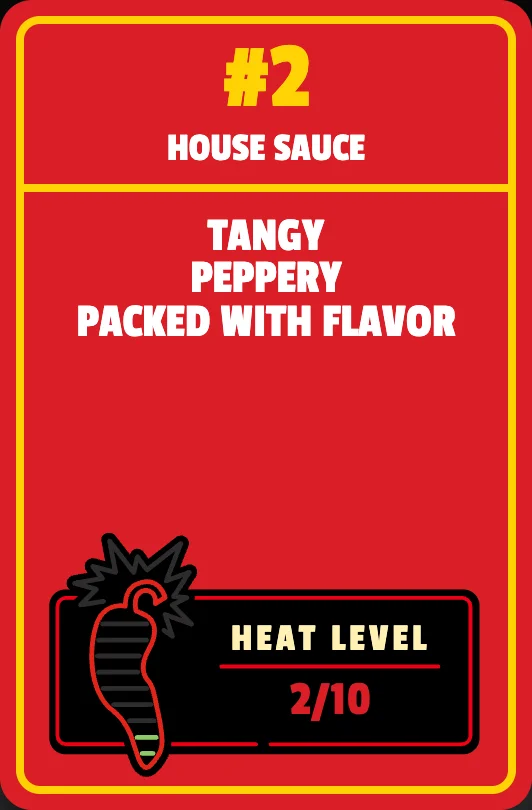 #2
HOUSE SAUCE
TANGY
PEPPERY
PACKED WITH FLAVOR
HEAT LEVEL
2/10